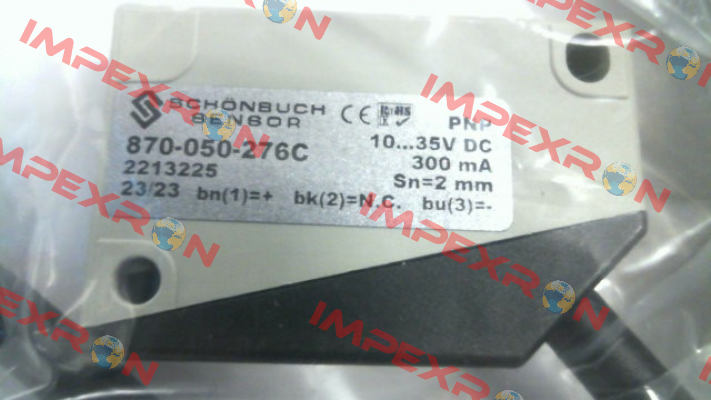 IMPEXRON
SCHÖNBUCH
SENSOR
CE RoHS PNP
870-050-276C 10...35V DC
2213225 300 mA
Sn=2 mm
23/23 bn(1)=+ bk(2)=N.C. bu(3)=-
IMPEXRON
IMPEXRON
IMPEXRON
IMPEXRON
IMPEXRON